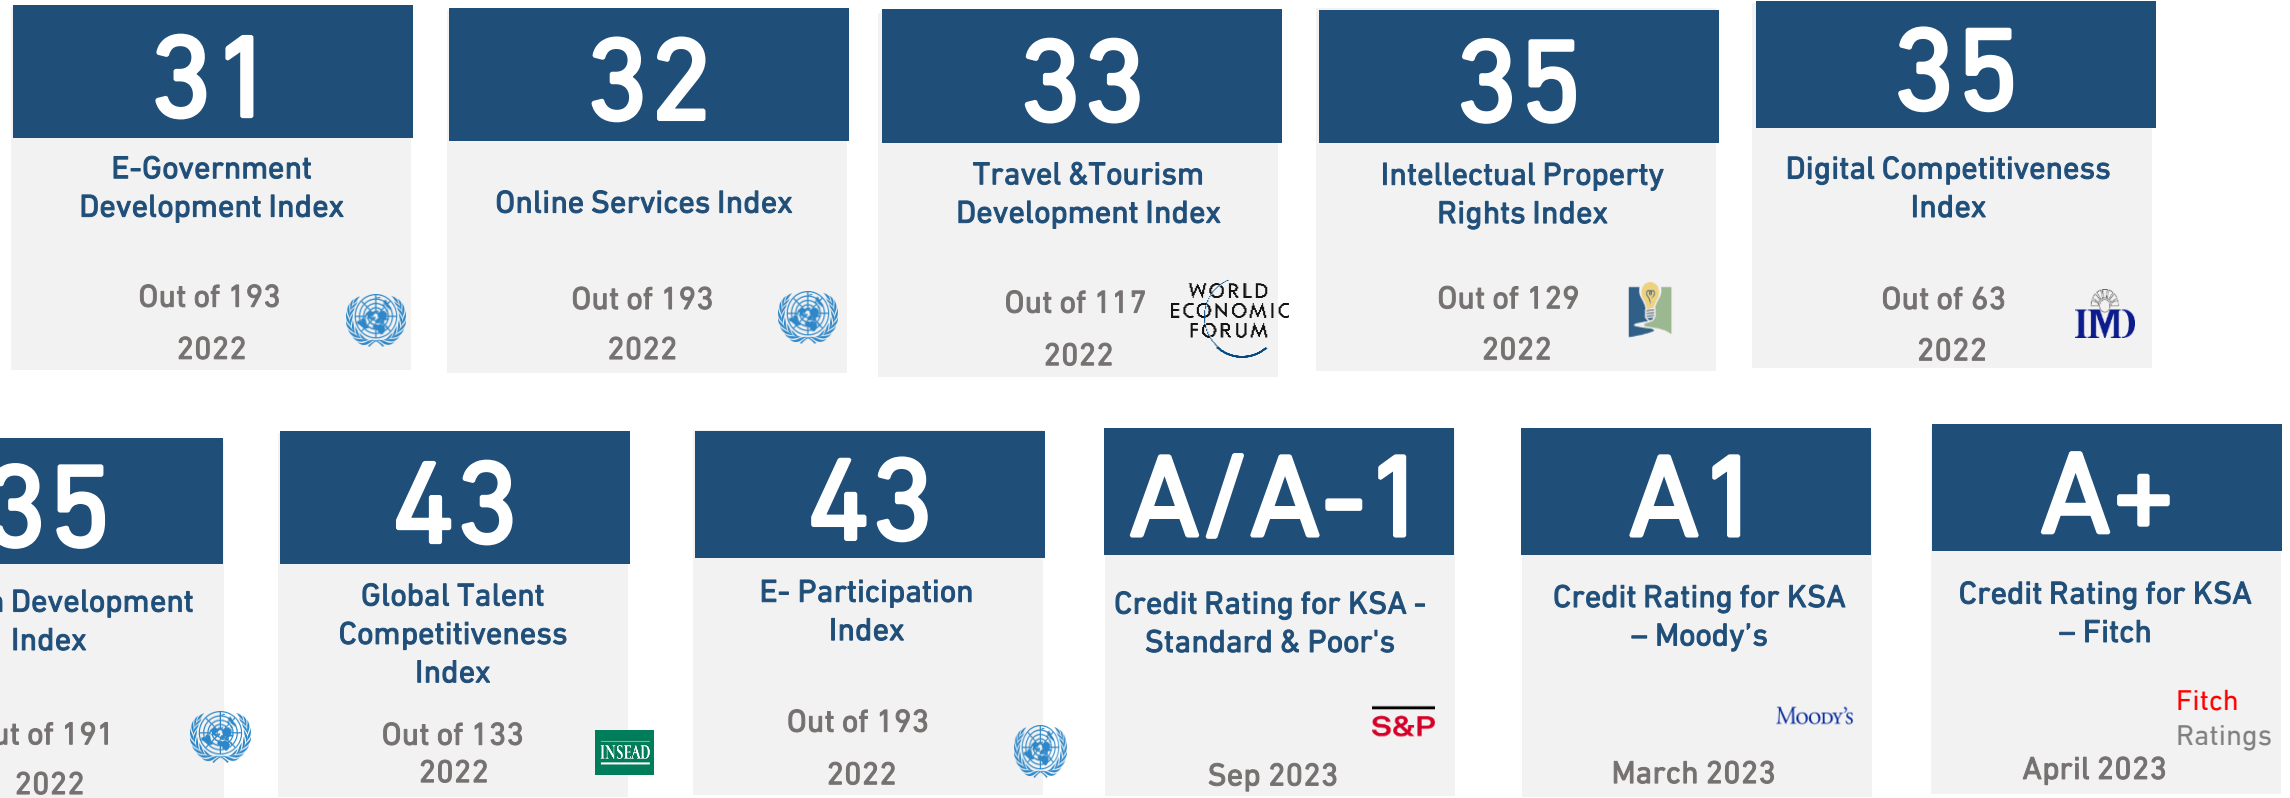 31
E-Government
Development Index
Out of 193
2022
32
Online Services Index
Out of 193
2022
33
Travel &Tourism
Development Index
Out of 117
2022
WORLD
ECONOMIC
FORUM
35
Intellectual Property
Rights Index
Out of 129
2022
35
Digital Competitiveness
Index
Out of 63
2022
IMD
35
Development
Index
of 191
2022
43
Global Talent
Competitiveness
Index
Out of 133
2022
INSEAD
43
E- Participation
Index
Out of 193
2022
A/A-1
Credit Rating for KSA -
Standard & Poor's
S&P
Sep 2023
A1
Credit Rating for KSA
– Moody’s
Moody’s
March 2023
A+
Credit Rating for KSA
– Fitch
Fitch
Ratings
April 2023